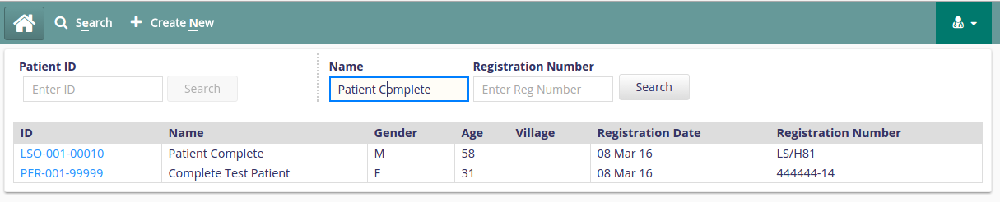 Search Create New
Patient ID Name Registration Number
Enter ID Search Patient Complete Enter Reg Number Search
ID Name Gender Age Village Registration Date Registration Number
LSO-001-00010 Patient Complete M 58 08 Mar 16 LS/H81
PER-001-99999 Complete Test Patient F 31 08 Mar 16 444444-14